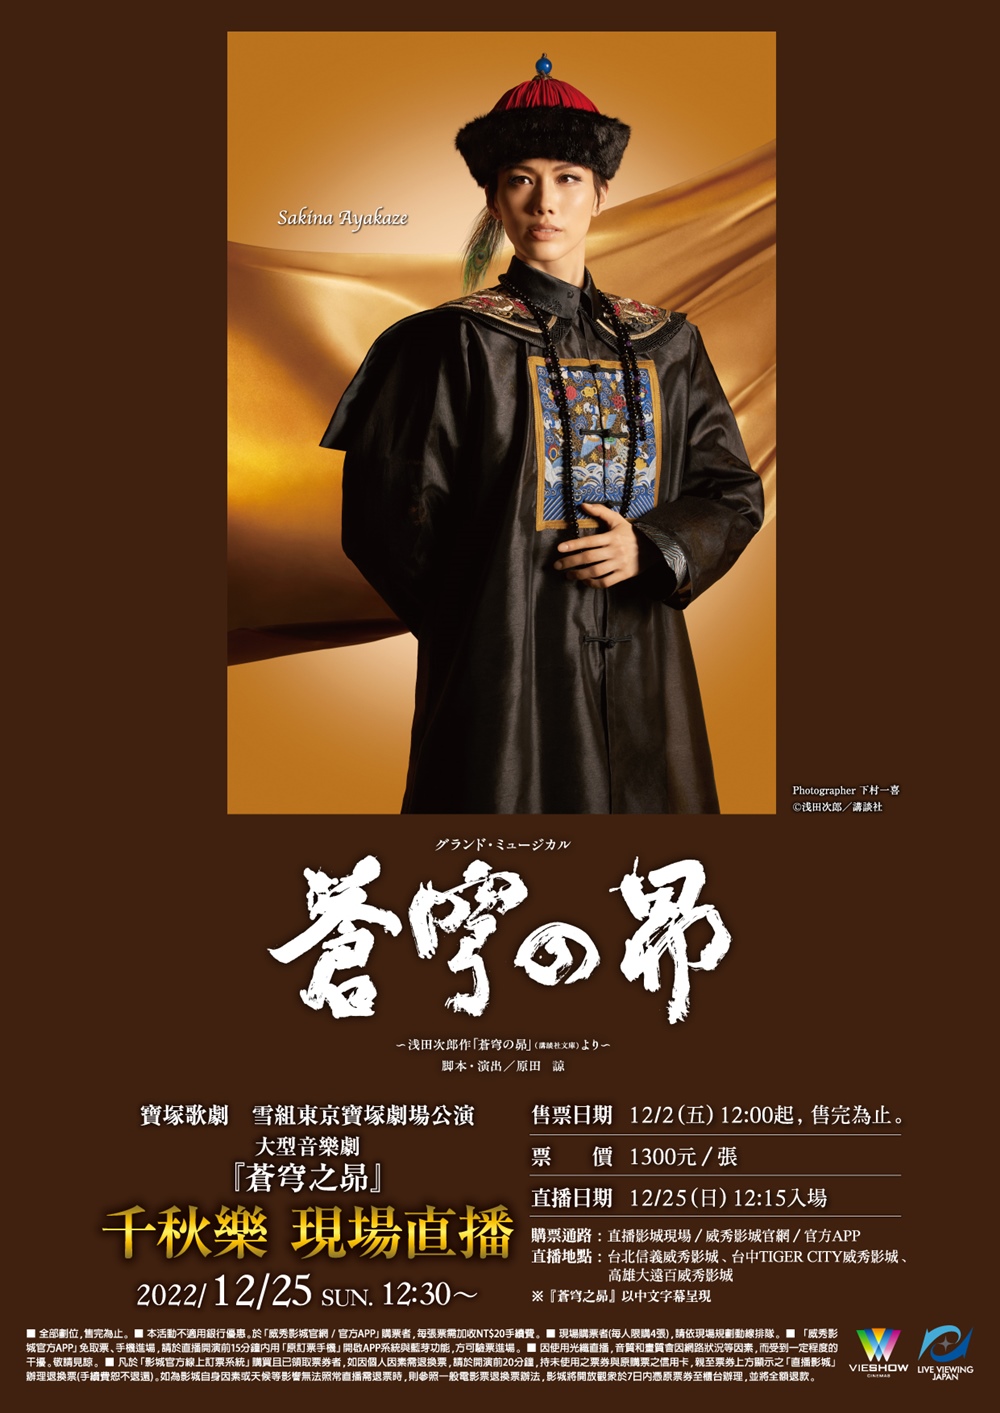 Sakina Ayakaze
Photographer 下村一喜
©浅田次郎／講談社
グランド・ミュージカル
蒼穹の昴
～浅田次郎作「蒼穹の昴」（講談社文庫）より～
脚本・演出／原田　諒
寶塚歌劇　雪組東京寶塚劇場公演
大型音樂劇
『蒼穹之昴』
千秋樂 現場直播
2022/12/25 SUN. 12:30～
售票日期　12/2（五）12:00起，售完為止。
票　　價　1300元 / 張
直播日期　12/25（日）12:15入場
購票通路：直播影城現場 / 威秀影城官網 / 官方APP
直播地點：台北信義威秀影城、台中TIGER CITY威秀影城、
高雄大遠百威秀影城
※『蒼穹之昴』以中文字幕呈現
■ 全部劃位，售完為止。■ 本活動不適用銀行優惠。於「威秀影城官網 / 官方APP」購票者，每張票需加收NT$20手續費。■ 現場購票者(每人限購4張)，請依現場規劃動線排隊。■ 「威秀影
城官方APP」免取票、手機進場，請於直播開演前15分鐘內用「原訂票手機」開啟APP系統與藍芽功能，方可驗票進場。■ 因使用光纖直播，音質和畫質會因網路狀況等因素，而受到一定程度的
干擾。敬請見諒。■ 凡於「影城官方線上訂票系統」購買且已領取票券者，如因個人因素需退換票，請於開演前20分鐘，持未使用之票券與原購票之信用卡，親至票券上方顯示之「直播影城」
辦理退換票(手續費恕不退還)。如為影城自身因素或天候等影響無法照常直播需退票時，則參照一般電影票退換票辦法，影城將開放觀眾於7日內憑原票券至櫃台辦理，並將全額退款。
VIESHOW
CINEMAS
LIVE VIEWING
JAPAN